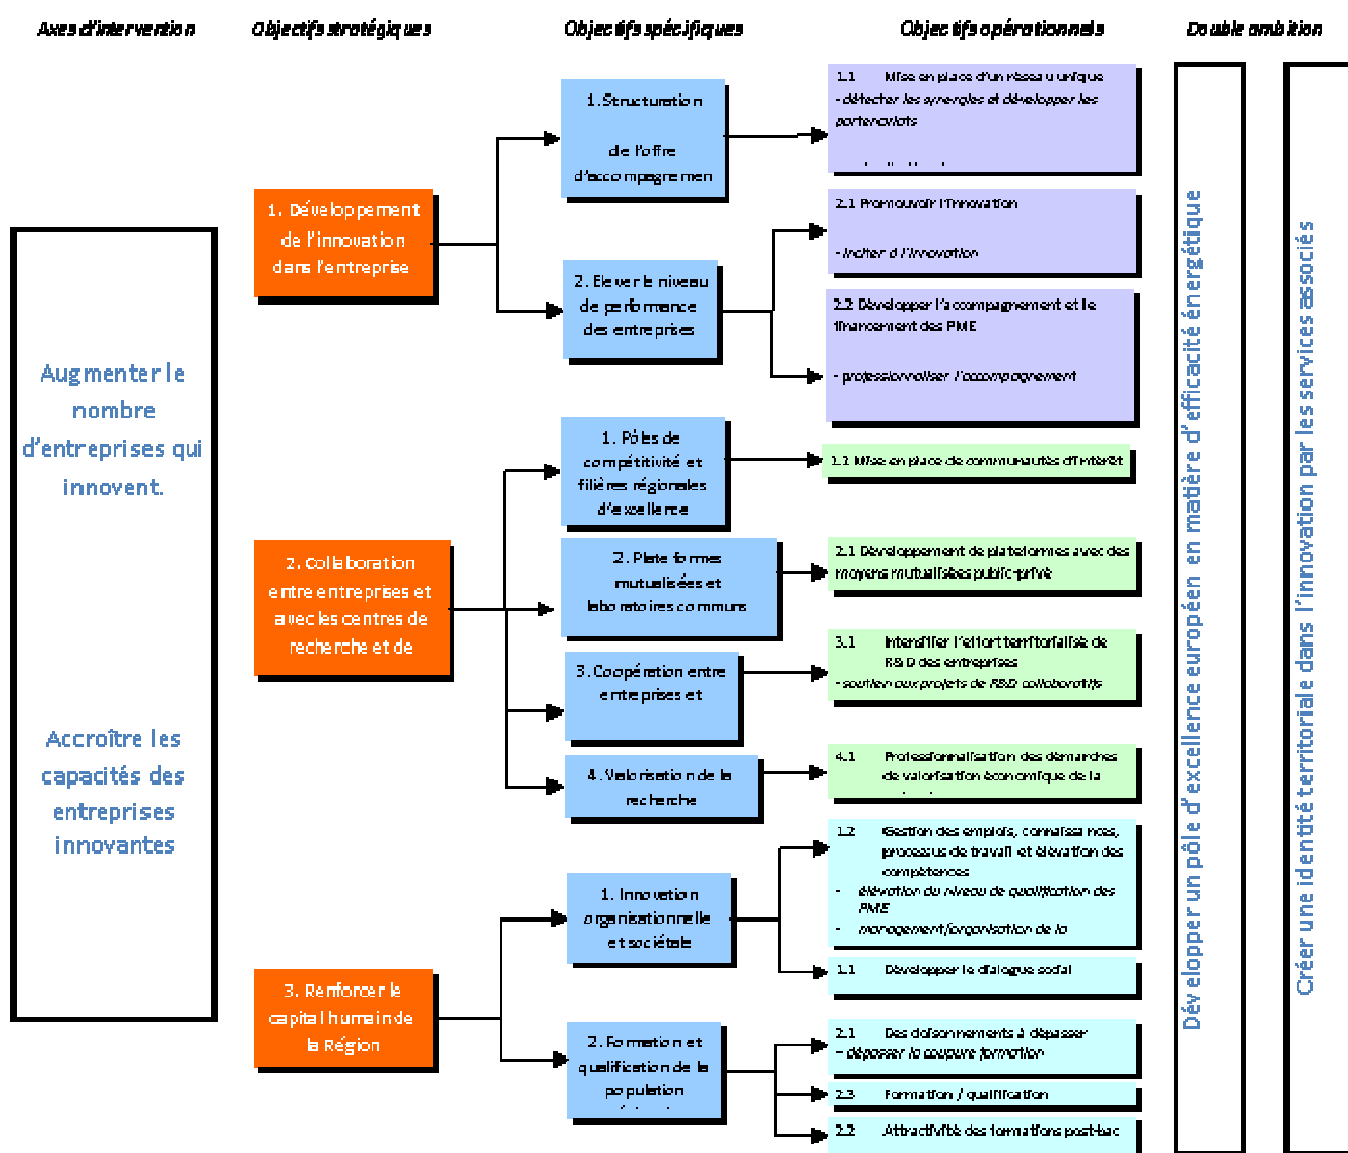 Axes d'intervention
Objectifs stratégiques
Objectifs spécifiques
Objectifs opérationnels
Double ambition
Augmenter le
nombre
d'entreprises qui
innovent.
Accroître les
capacités des
entreprises
innovantes
1. Développement
de l'innovation
dans l'entreprise
2. Collaboration
entre entreprises et
avec les centres de
recherche et de
3. Renforcer le
capital humain de
la Région
1. Structuration
de l'offre
d'accompagnemen
2. Elever le niveau
de performance
des entreprises
1. Pôles de
compétitivité et
filières régionales
d'excellence
2. Plate formes
mutualisées et
laboratoires communs
3. Coopération entre
entreprises et
4. Valorisation de la
recherche
1. Innovation
organisationnelle
et sociétale
2. Formation et
qualification de la
population
1.1 Mise en place d'un réseau unique
- détecter les synergies et développer les
partenariats
2.1 Promouvoir l'innovation
- inciter à l'innovation
2.2 Développer l'accompagnement et le
financement des PME
- professionnaliser l'accompagnement
1.1 Mise en place de communautés d'intérêt
2.1 Développement de plateformes avec des
moyens mutualisées public-privé
3.1 Intensifier l'effort territorialisé de
R&D des entreprises
- soutien aux projets de R&D collaboratifs
4.1 Professionnalisation des démarches
de valorisation économique de la
1.2 Gestion des emplois, connaissances,
processus de travail et élévation des
compétences
- élévation du niveau de qualification des
PME
- management/organisation de la
1.1 Développer le dialogue social
2.1 Des cloisonnements à dépasser
- dépasser la coupure formation
2.3 Formation / qualification
2.2 Attractivité des formations post-bac
Développer un pôle d'excellence européen en matière d'efficacité énergétique
Créer une identité territoriale dans l'innovation par les services associés